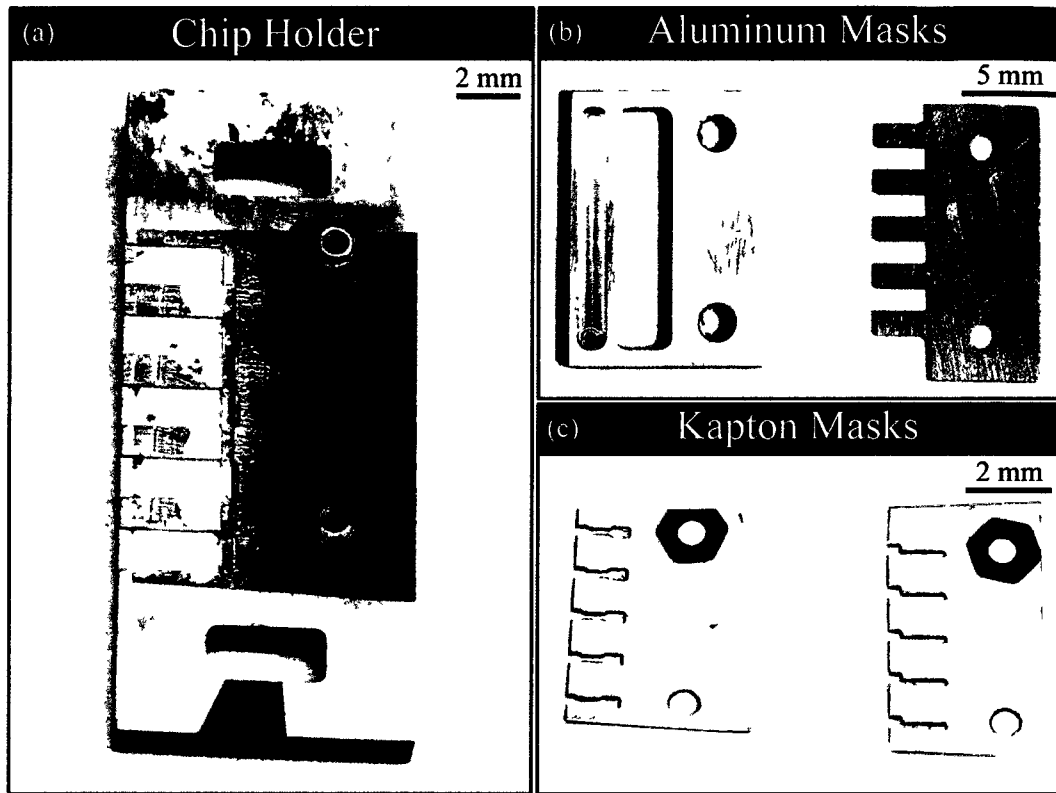 (a) Chip Holder
2 mm
(b) Aluminum Masks
5 mm
(c) Kapton Masks
2 mm